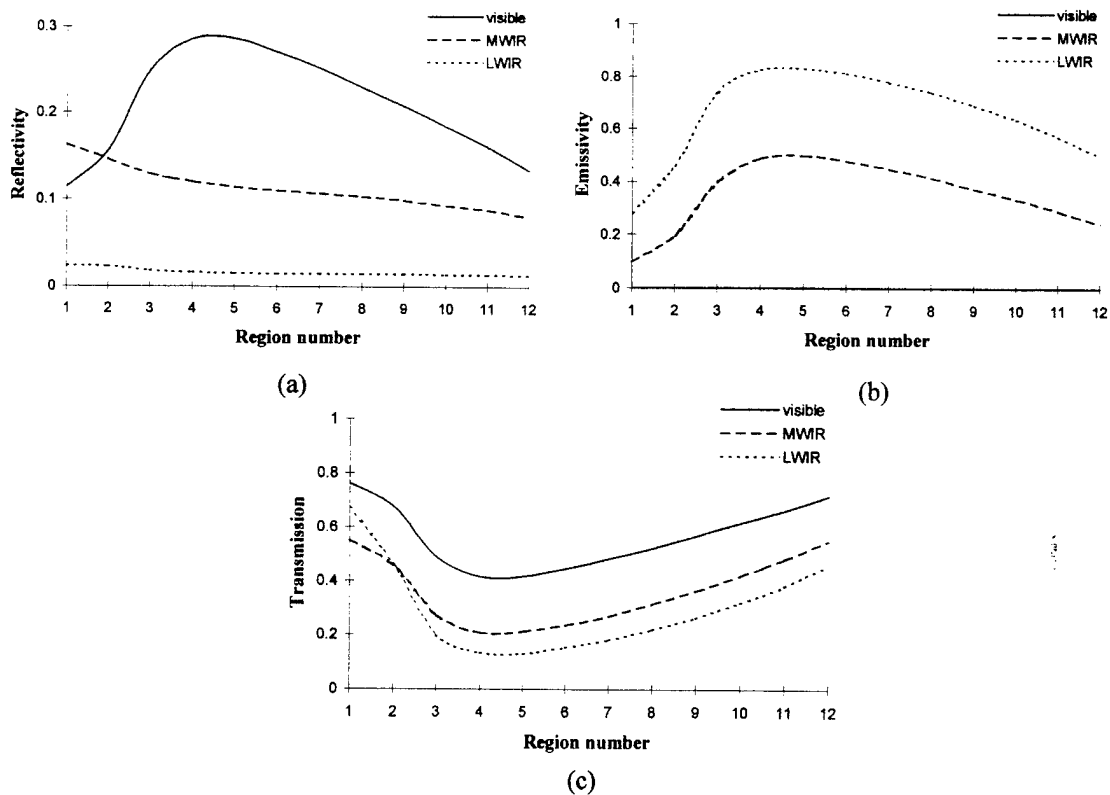 visible
MWIR
LWIR
0.3
0.2
0.1
0
Reflectivity
1 2 3 4 5 6 7 8 9 10 11 12
Region number
(a)
visible
MWIR
LWIR
1
0.8
0.6
0.4
0.2
0
Emissivity
1 2 3 4 5 6 7 8 9 10 11 12
Region number
(b)
visible
MWIR
LWIR
1
0.8
0.6
0.4
0.2
0
Transmission
1 2 3 4 5 6 7 8 9 10 11 12
Region number
(c)